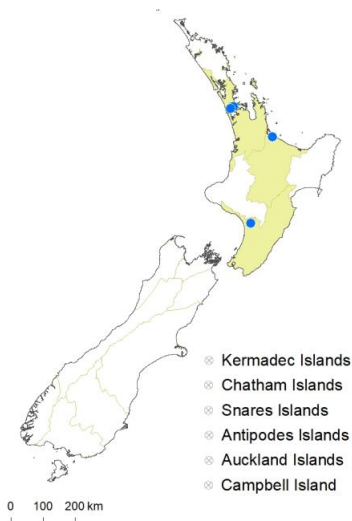 Kermadec Islands
Chatham Islands
Snares Islands
Antipodes Islands
Auckland Islands
Campbell Island
0 100 200 km